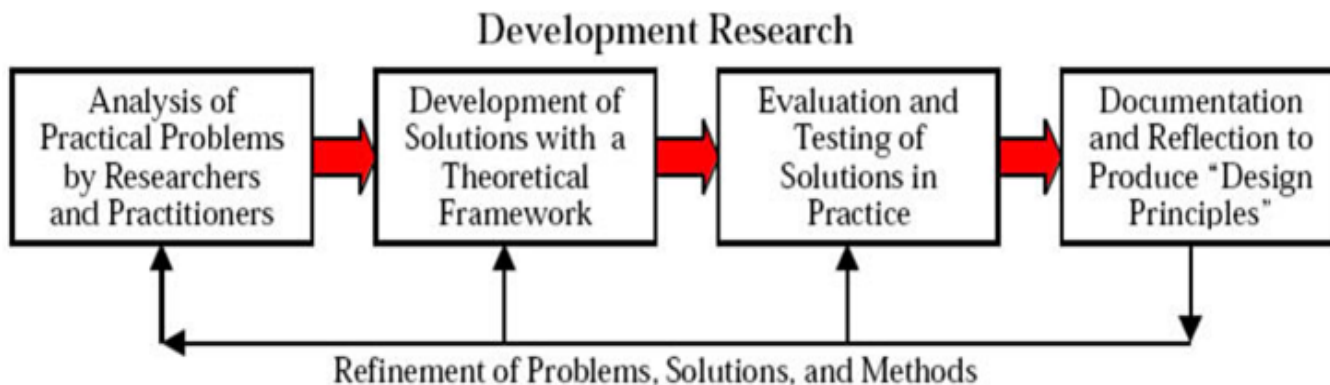 Development Research
Analysis of
Practical Problems
by Researchers
and Practitioners
Development of
Solutions with a
Theoretical
Framework
Evaluation and
Testing of
Solutions in
Practice
Documentation
and Reflection to
Produce “Design
Principles”
Refinement of Problems, Solutions, and Methods